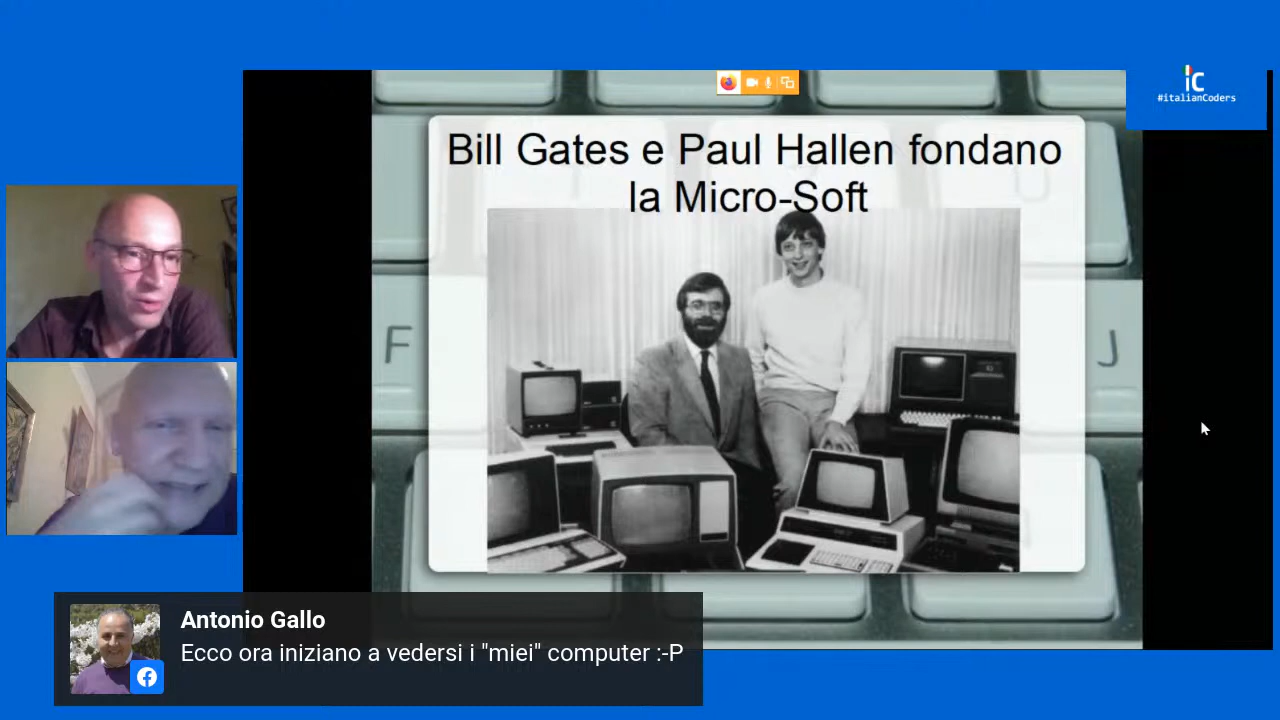 iC
#italianCoders
Bill Gates e Paul Hallen fondano
la Micro-Soft
F
J
Antonio Gallo
Ecco ora iniziano a vedersi i "miei" computer :-P